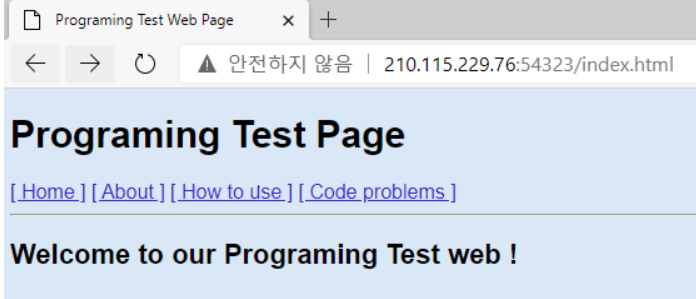 Programing Test Web Page
안전하지 않음 | 210.115.229.76:54323/index.html
Programing Test Page
[ Home ] [ About ] [ How to use ] [ Code problems ]
Welcome to our Programing Test web !